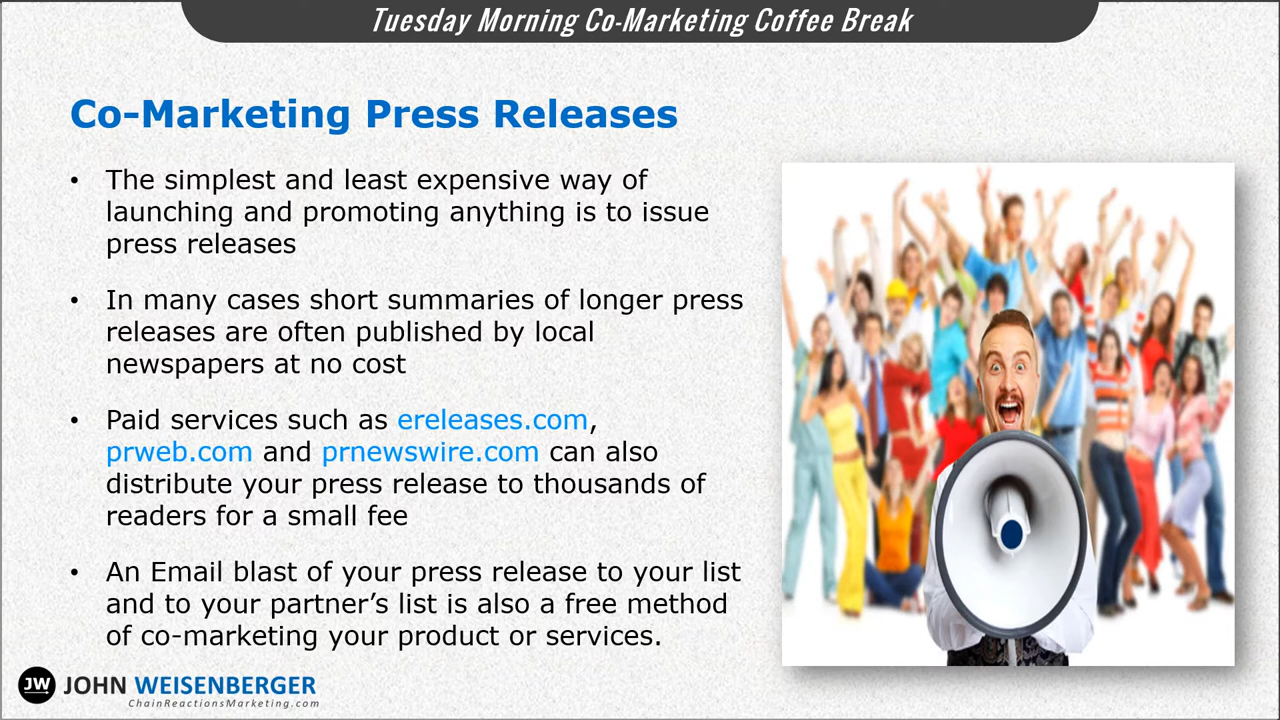 Tuesday Morning Co-Marketing Coffee Break
Co-Marketing Press Releases
• The simplest and least expensive way of
launching and promoting anything is to issue
press releases
• In many cases short summaries of longer press
releases are often published by local
newspapers at no cost
• Paid services such as ereleases.com,
prweb.com and prnewswire.com can also
distribute your press release to thousands of
readers for a small fee
• An Email blast of your press release to your list
and to your partner’s list is also a free method
of co-marketing your product or services.
JW JOHN WEISENBERGER
ChainReactionsMarketing.com